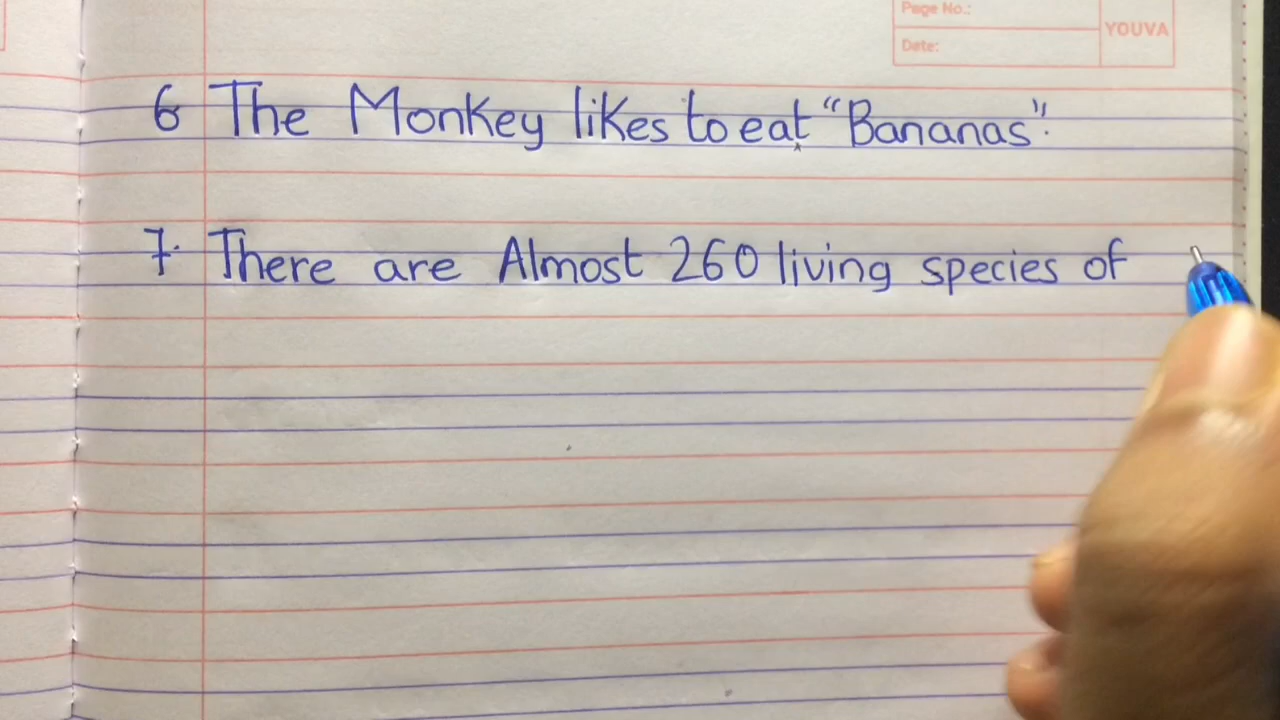 Page No.:
YOUVA
Date:
6 The Monkey likes to eat "Bananas".
7. There are Almost 260 living species of